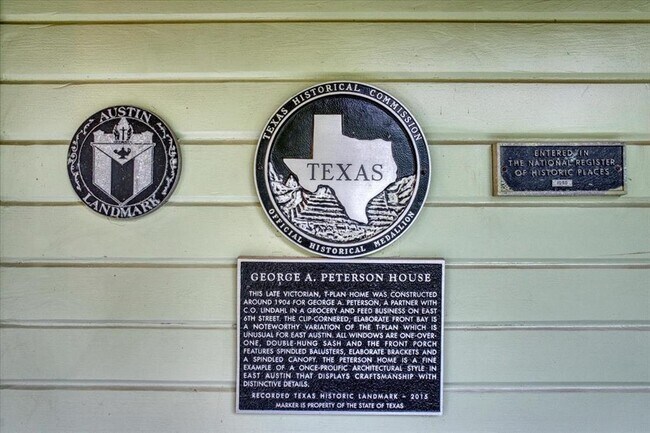 AUSTIN
LANDMARK
TEXAS HISTORICAL COMMISSION
TEXAS
OFFICIAL HISTORICAL MEDALLION
ENTERED IN
THE NATIONAL REGISTER
OF HISTORIC PLACES
GEORGE A. PETERSON HOUSE
THIS LATE VICTORIAN, T-PLAN HOME WAS CONSTRUCTED
AROUND 1904 FOR GEORGE A. PETERSON, A PARTNER WITH
C.O. LINDAHL IN A GROCERY AND FEED BUSINESS ON EAST
6TH STREET. THE CLIP-CORNERED, ELABORATE FRONT BAY IS
A NOTEWORTHY VARIATION OF THE T-PLAN WHICH IS
UNUSUAL FOR EAST AUSTIN. ALL WINDOWS ARE ONE-OVER-
ONE, DOUBLE-HUNG SASH AND THE FRONT PORCH
FEATURES SPINDLED BALUSTERS, ELABORATE BRACKETS AND
A SPINDLED CANOPY. THE PETERSON HOME IS A FINE
EXAMPLE OF A ONCE-PROLIFIC ARCHITECTURAL STYLE IN
EAST AUSTIN THAT DISPLAYS CRAFTSMANSHIP WITH
DISTINCTIVE DETAILS.
RECORDED TEXAS HISTORIC LANDMARK – 2015
MARKER IS PROPERTY OF THE STATE OF TEXAS